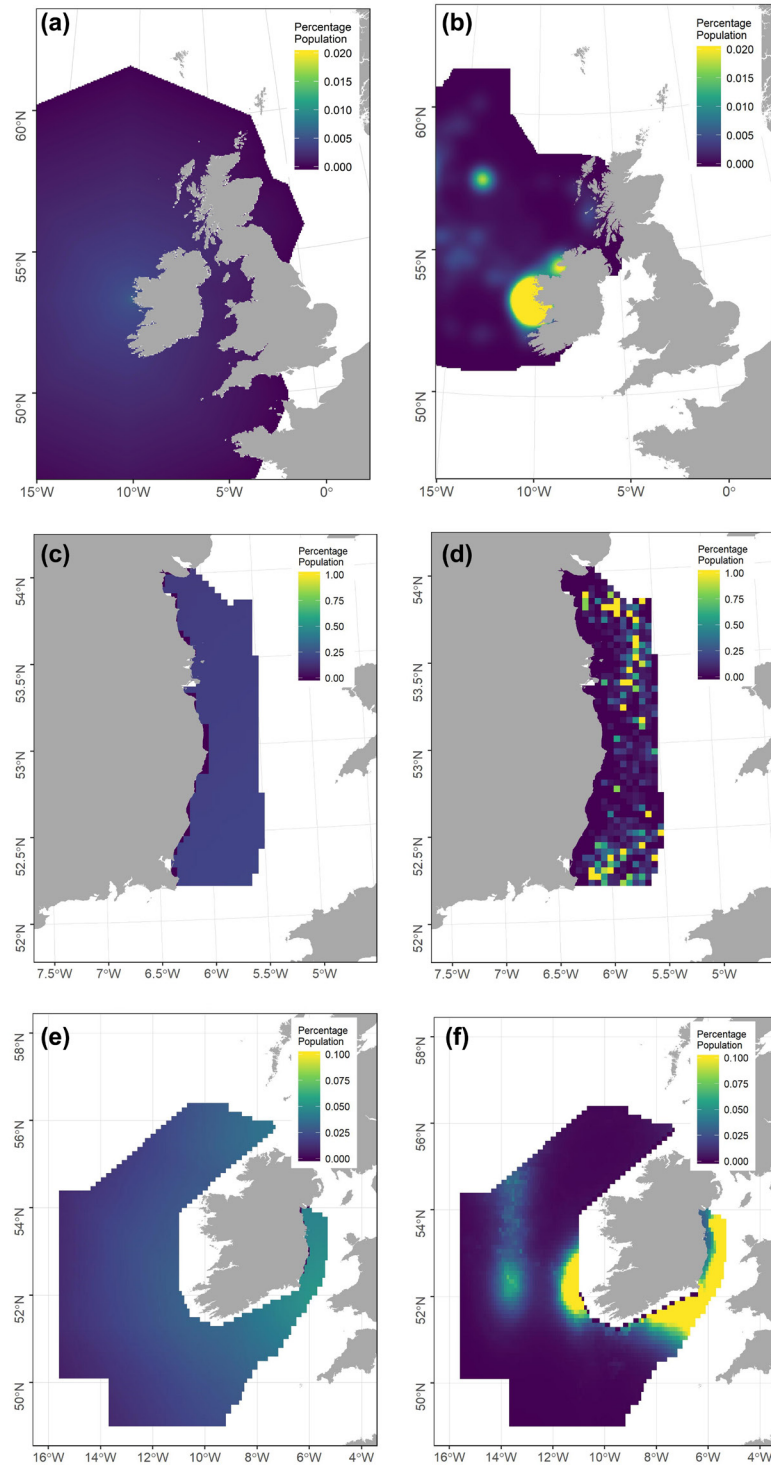 (a)
Percentage
Population
0.020
0.015
0.010
0.005
0.000
60°N
55°N
50°N
15°W 10°W 5°W 0°
(b)
Percentage
Population
0.020
0.015
0.010
0.005
0.000
60°N
55°N
50°N
15°W 10°W 5°W 0°
(c)
Percentage
Population
1.00
0.75
0.50
0.25
0.00
54°N
53.5°N
53°N
52.5°N
52°N
7.5°W 7°W 6.5°W 6°W 5.5°W 5°W
(d)
Percentage
Population
1.00
0.75
0.50
0.25
0.00
54°N
53.5°N
53°N
52.5°N
52°N
7.5°W 7°W 6.5°W 6°W 5.5°W 5°W
(e)
Percentage
Population
0.100
0.075
0.050
0.025
0.000
58°N
56°N
54°N
52°N
50°N
16°W 14°W 12°W 10°W 8°W 6°W 4°W
(f)
Percentage
Population
0.100
0.075
0.050
0.025
0.000
58°N
56°N
54°N
52°N
50°N
16°W 14°W 12°W 10°W 8°W 6°W 4°W